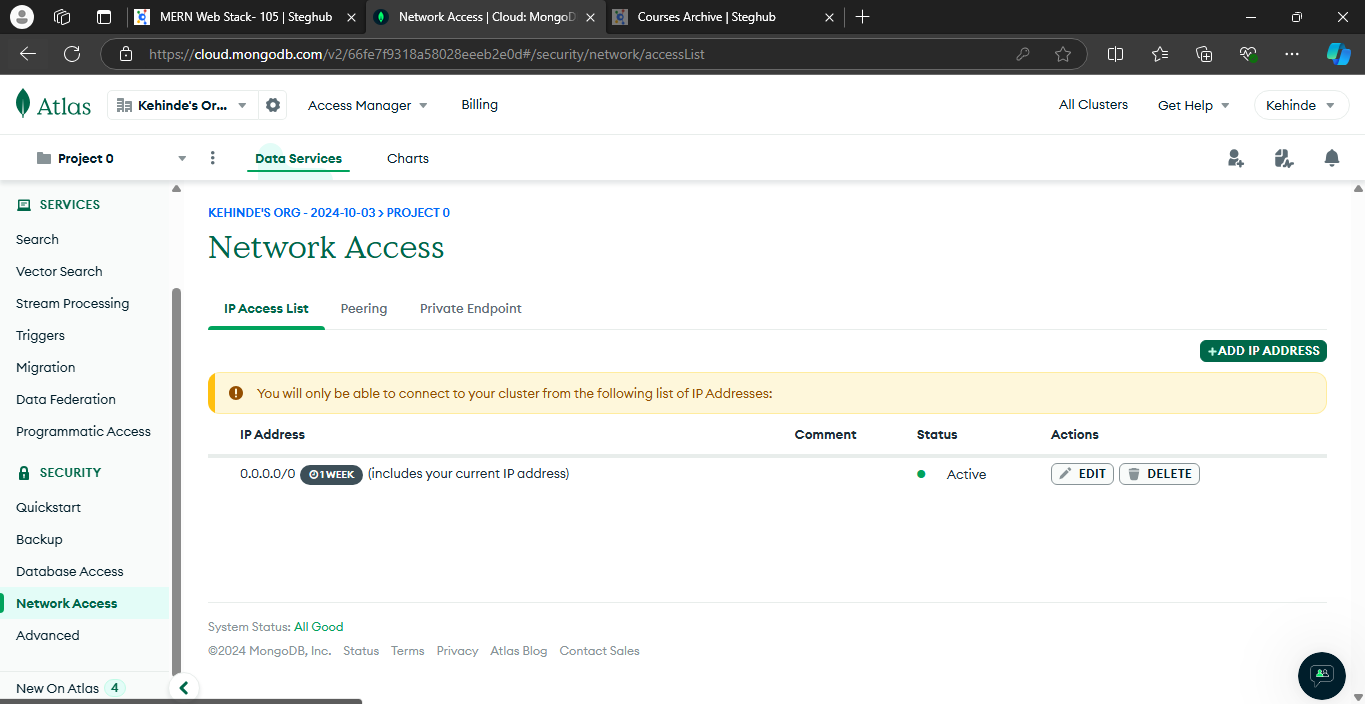 MERN Web Stack- 105 | Steghub
Network Access | Cloud: MongoD
Courses Archive | Steghub
https://cloud.mongodb.com/v2/66fe7f9318a58028eeeb2e0d#/security/network/accessList
Atlas
Kehinde's Or...
Access Manager
Billing
All Clusters
Get Help
Kehinde
Project 0
Data Services
Charts
SERVICES
Search
Vector Search
Stream Processing
Triggers
Migration
Data Federation
Programmatic Access
SECURITY
Quickstart
Backup
Database Access
Network Access
Advanced
New On Atlas 4
KEHINDE'S ORG - 2024-10-03 > PROJECT 0
Network Access
IP Access List
Peering
Private Endpoint
+ADD IP ADDRESS
You will only be able to connect to your cluster from the following list of IP Addresses:
IP Address Comment Status Actions
0.0.0.0/0 1 WEEK (includes your current IP address) Active EDIT DELETE
System Status: All Good
©2024 MongoDB, Inc. Status Terms Privacy Atlas Blog Contact Sales